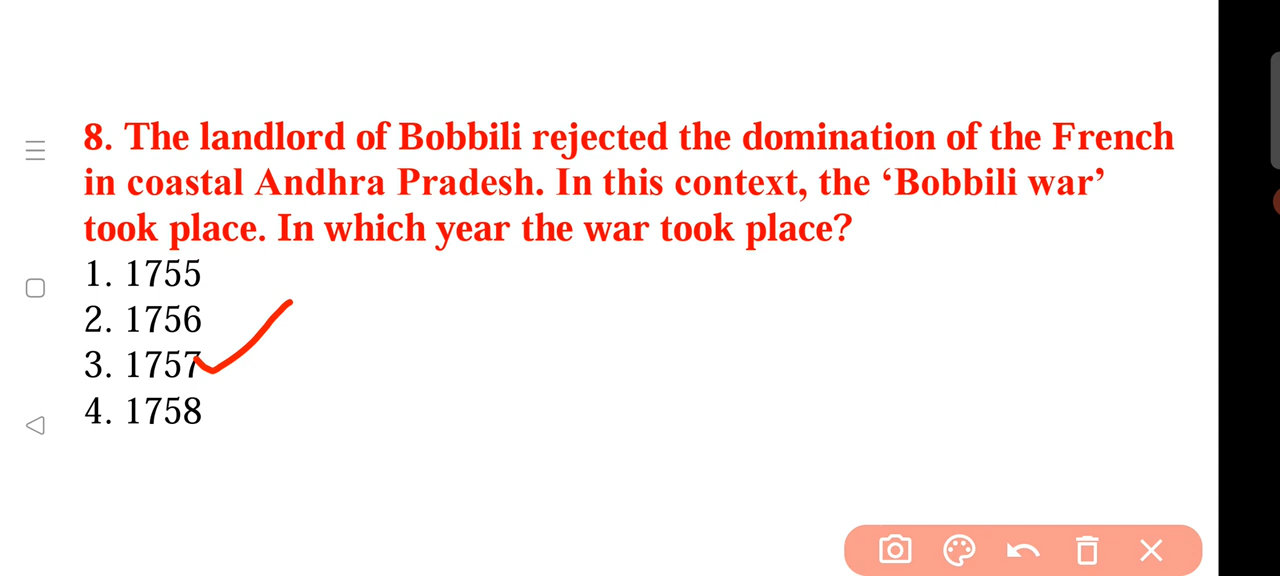 8. The landlord of Bobbili rejected the domination of the French
in coastal Andhra Pradesh. In this context, the ‘Bobbili war’
took place. In which year the war took place?
1. 1755
2. 1756
3. 1757
4. 1758